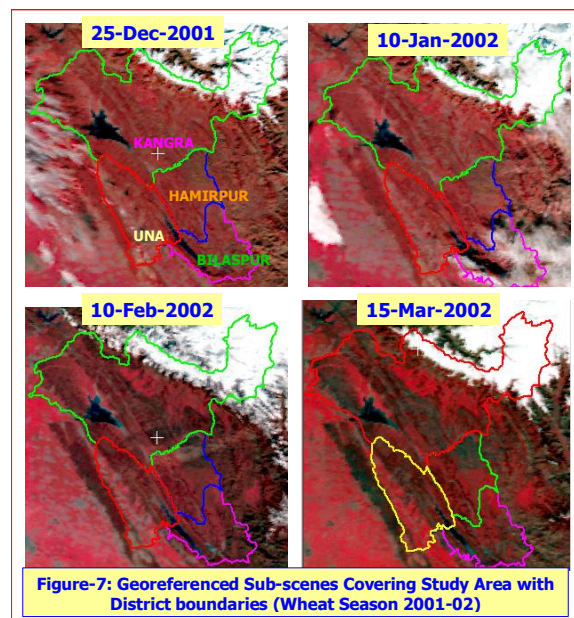 25-Dec-2001
10-Jan-2002
KANGRA
HAMIRPUR
UNA
BILASPUR
10-Feb-2002
15-Mar-2002
Figure-7: Georeferenced Sub-scenes Covering Study Area with
District boundaries (Wheat Season 2001-02)